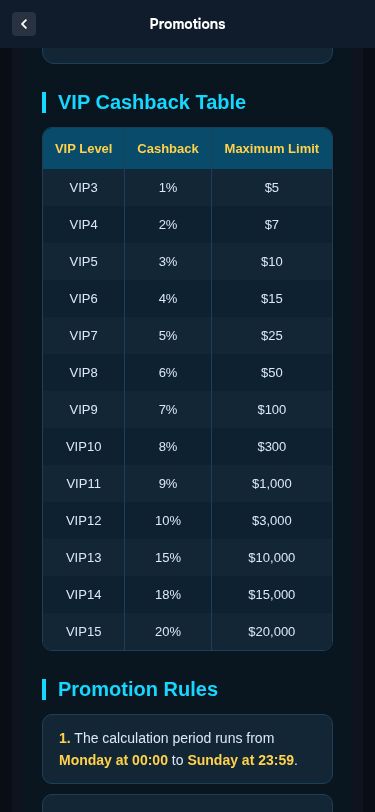 Promotions
VIP Cashback Table
VIP Level Cashback Maximum Limit
VIP3 1% $5
VIP4 2% $7
VIP5 3% $10
VIP6 4% $15
VIP7 5% $25
VIP8 6% $50
VIP9 7% $100
VIP10 8% $300
VIP11 9% $1,000
VIP12 10% $3,000
VIP13 15% $10,000
VIP14 18% $15,000
VIP15 20% $20,000
Promotion Rules
1. The calculation period runs from
Monday at 00:00 to Sunday at 23:59.